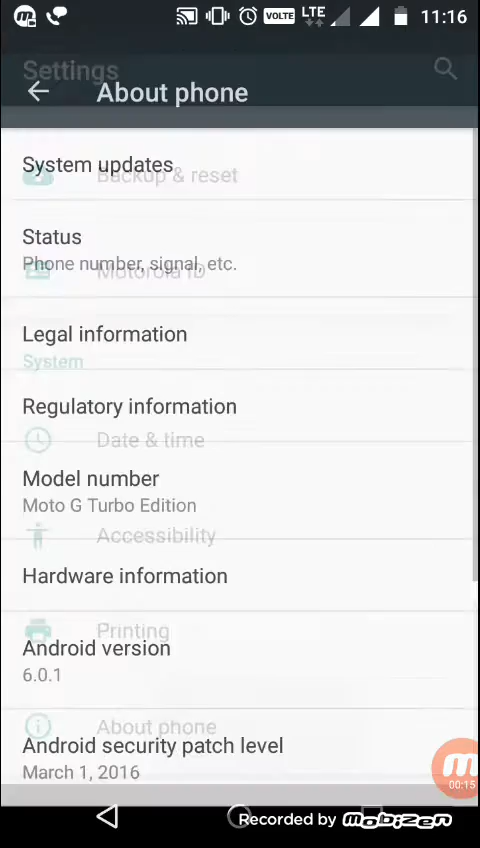 VOLTE LTE 11:16
Settings
About phone
System updates
Backup & reset
Status
Phone number, signal, etc.
Motorola ID
Legal information
System
Regulatory information
Date & time
Model number
Moto G Turbo Edition
Accessibility
Hardware information
Printing
Android version
6.0.1
About phone
Android security patch level
March 1, 2016
00:15
Recorded by mobizen